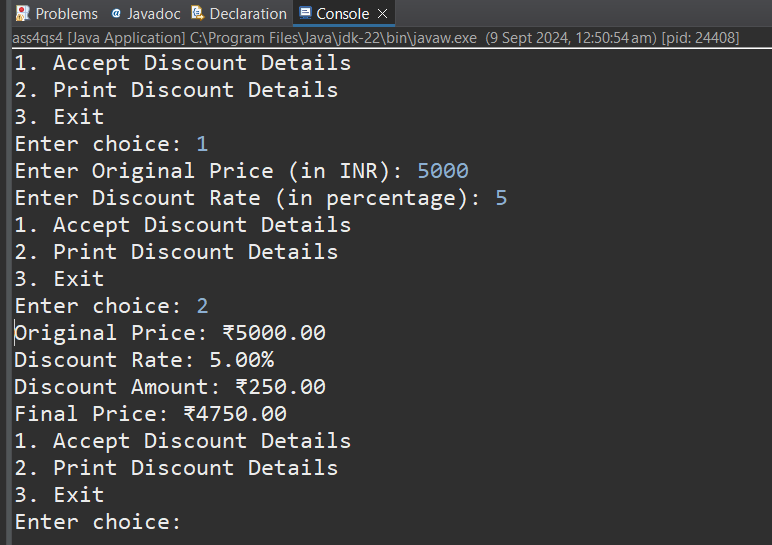 Problems @ Javadoc Declaration Console
ass4qs4 [Java Application] C:\Program Files\Java\jdk-22\bin\javaw.exe (9 Sept 2024, 12:50:54 am) [pid: 24408]
1. Accept Discount Details
2. Print Discount Details
3. Exit
Enter choice: 1
Enter Original Price (in INR): 5000
Enter Discount Rate (in percentage): 5
1. Accept Discount Details
2. Print Discount Details
3. Exit
Enter choice: 2
Original Price: ₹5000.00
Discount Rate: 5.00%
Discount Amount: ₹250.00
Final Price: ₹4750.00
1. Accept Discount Details
2. Print Discount Details
3. Exit
Enter choice: